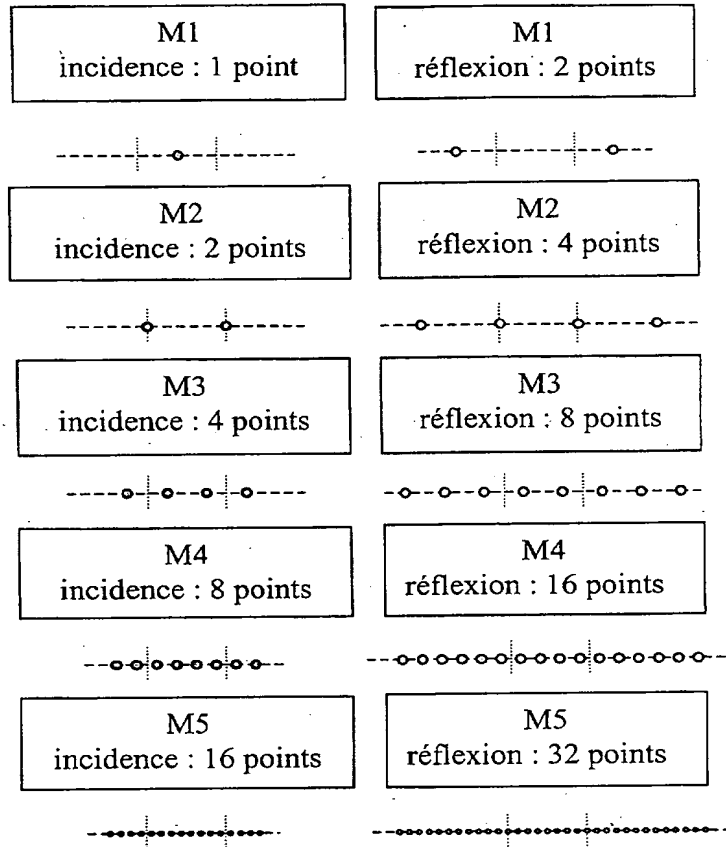 M1
incidence : 1 point
M1
réflexion : 2 points
M2
incidence : 2 points
M2
réflexion : 4 points
M3
incidence : 4 points
M3
réflexion : 8 points
M4
incidence : 8 points
M4
réflexion : 16 points
M5
incidence : 16 points
M5
réflexion : 32 points